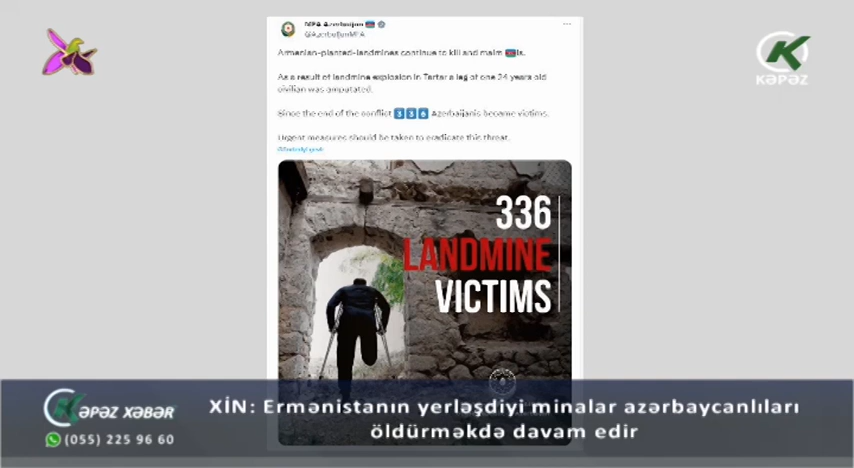 MFA Azerbaijan 🇦🇿
@AzerbaijanMFA
Armenian-planted-landmines continue to kill and maim 🇦🇿is.
As a result of landmine explosion in Tartar a leg of one 34 years old
civilian was amputated.
Since the end of the conflict 3 3 6 Azerbaijanis became victims.
Urgent measures should be taken to eradicate this threat.
KƏPƏZ
336
LANDMINE
VICTIMS
KƏPƏZ XƏBƏR
(055) 225 96 60
XİN: Ermənistanın yerləşdiyi minalar azərbaycanlıları
öldürməkdə davam edir